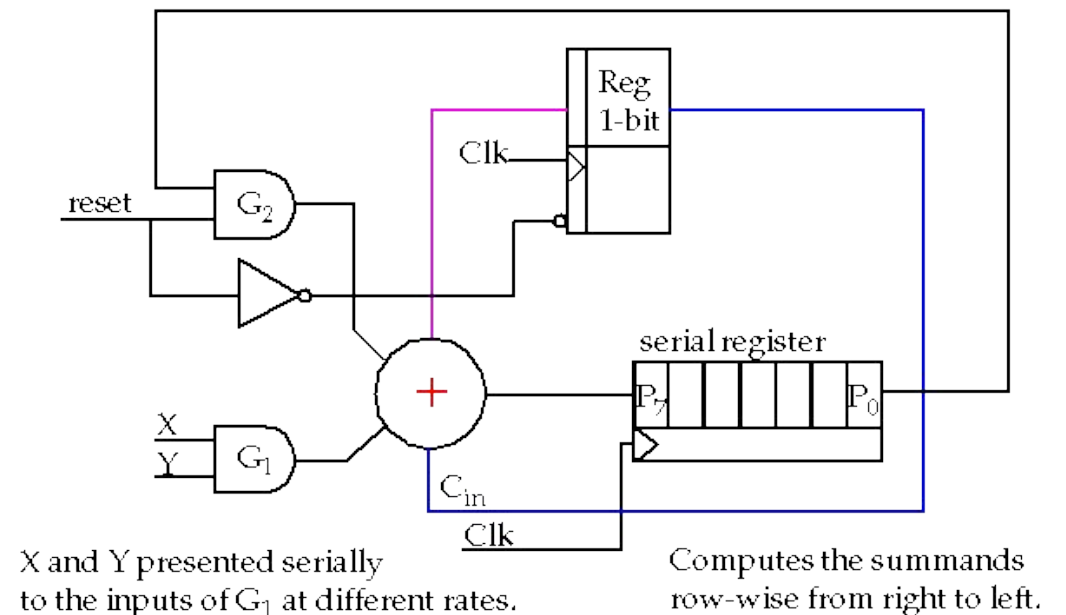 Reg
1-bit
Clk
reset
G2
serial register
P7
P0
X
Y
G1
+
Cin
Clk
X and Y presented serially
to the inputs of G1 at different rates.
Computes the summands
row-wise from right to left.